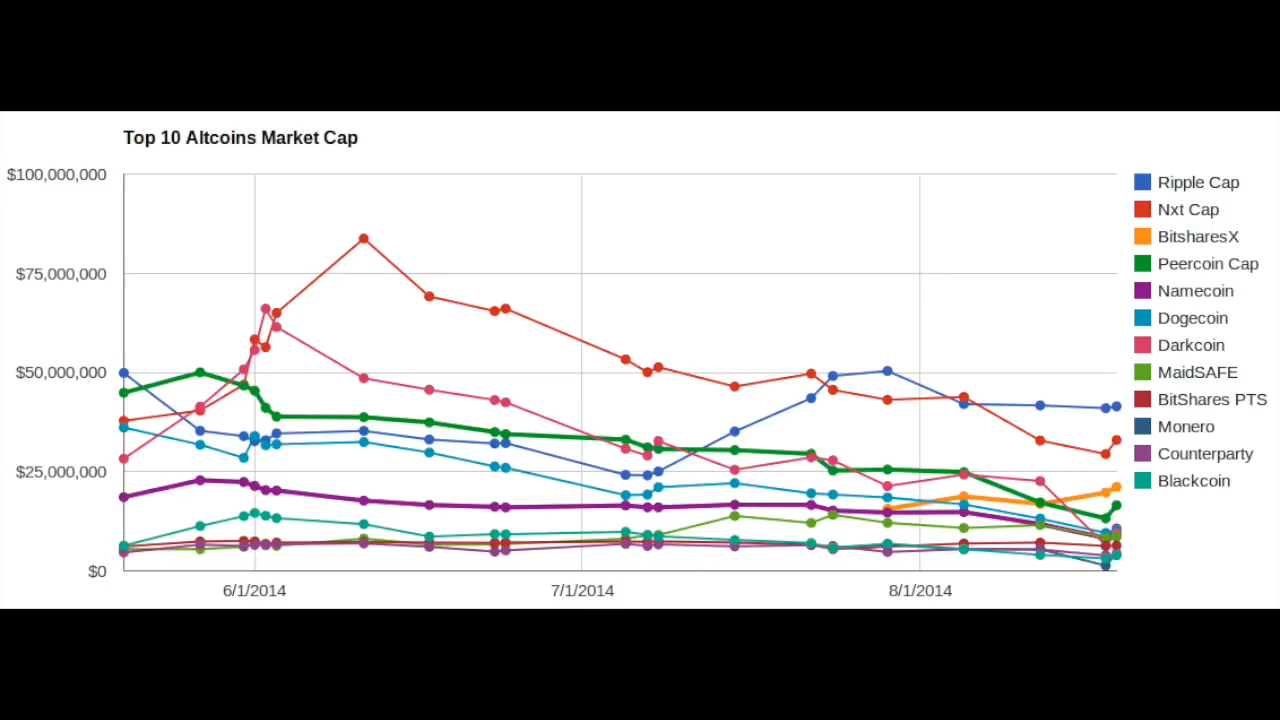 Top 10 Altcoins Market Cap
$100,000,000
$75,000,000
$50,000,000
$25,000,000
$0
6/1/2014
7/1/2014
8/1/2014
Ripple Cap
Nxt Cap
BitsharesX
Peercoin Cap
Namecoin
Dogecoin
Darkcoin
MaidSAFE
BitShares PTS
Monero
Counterparty
Blackcoin